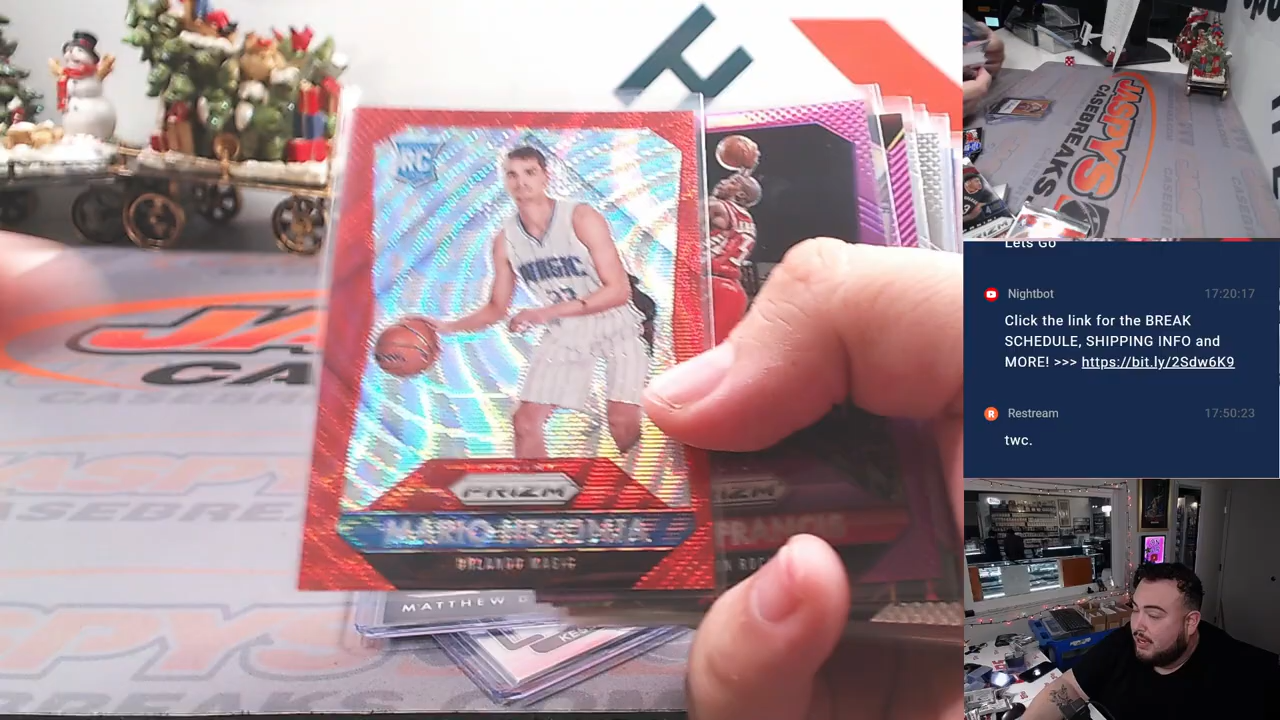 RC
MAGIC
PRIZM
MARIO HEZONJA
ORLANDO MAGIC
FRANCIS
MATTHEW
JASPYS
CASEBREAKS
Lets Go
Nightbot
17:20:17
Click the link for the BREAK
SCHEDULE, SHIPPING INFO and
MORE! >>> https://bit.ly/2Sdw6K9
Restream
17:50:23
twc.